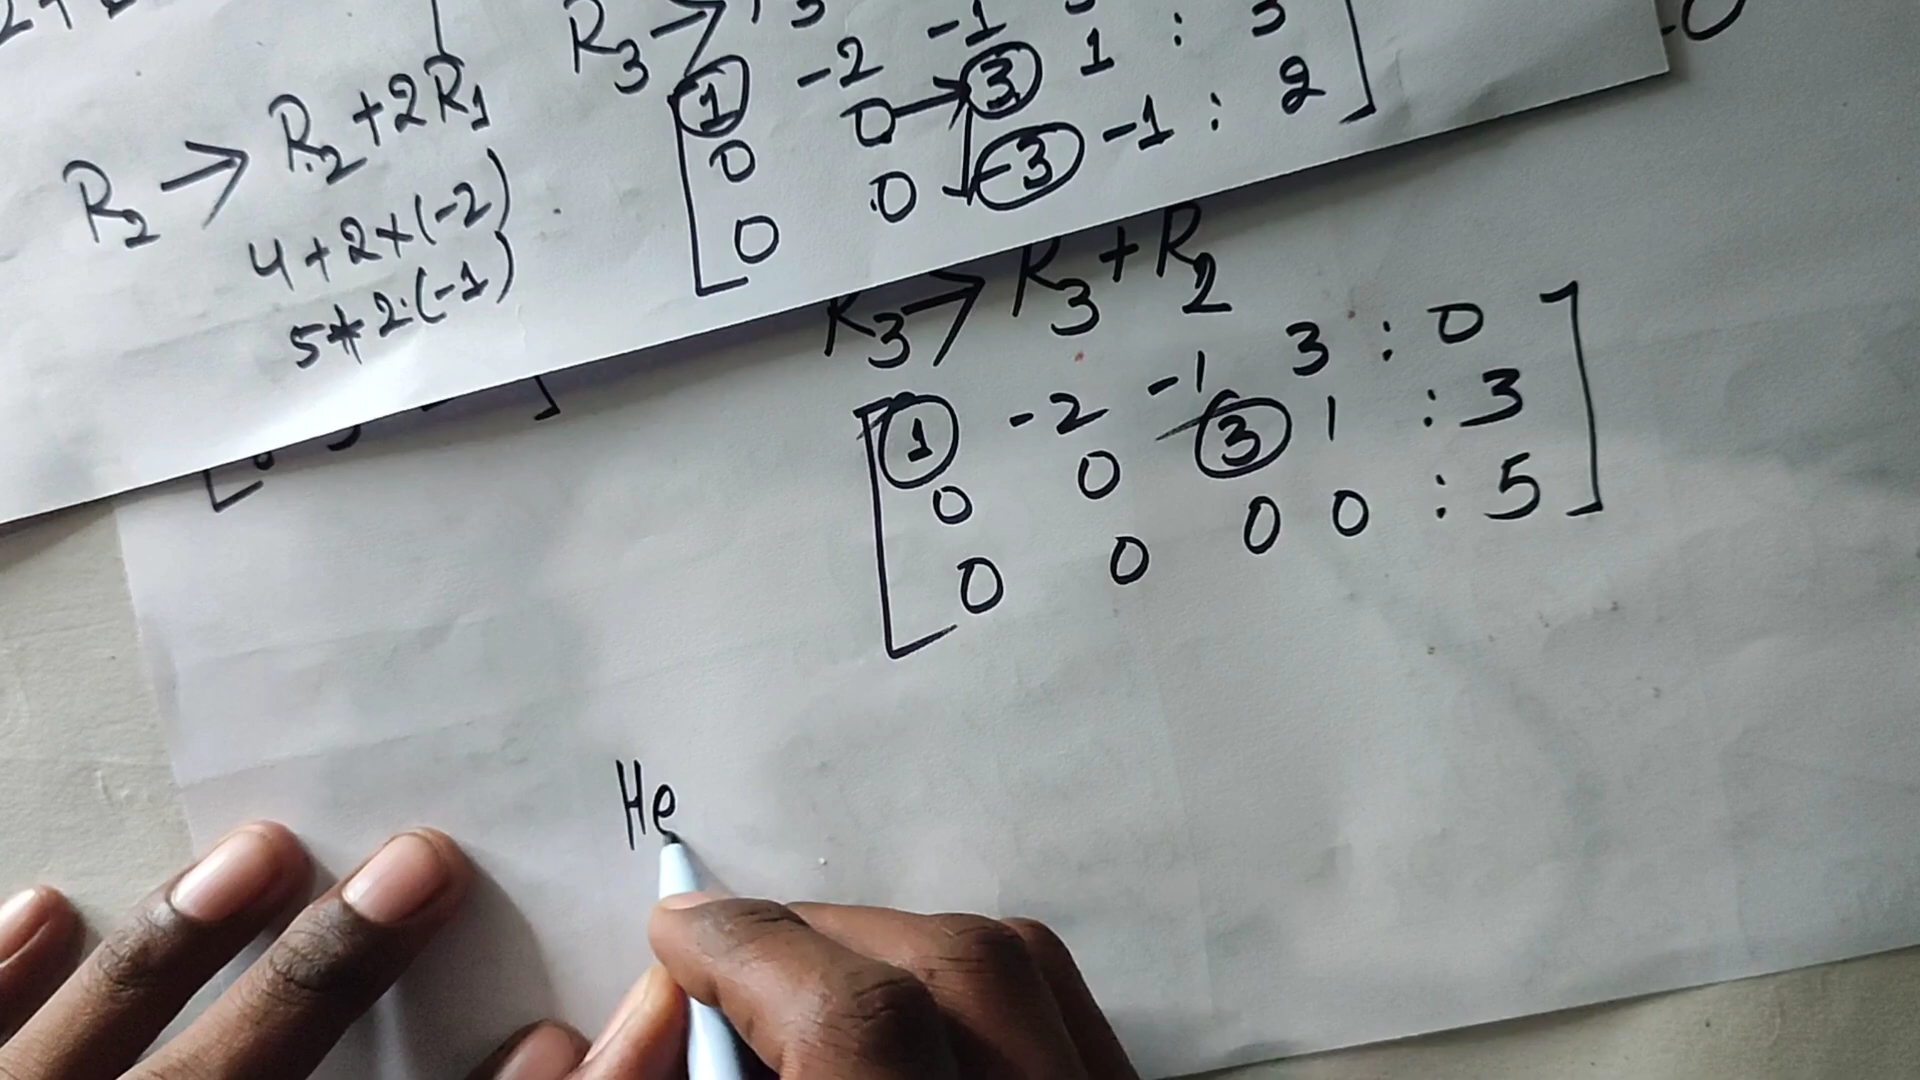 R₂ → R₂ + 2R₁
4 + 2 × (-2)
5 + 2·(-1)
R₃ →
1 -2 -1
0 0 3 1 : 3
0 0 -3 -1 : 2
R₃ → R₃ + R₂
1 -2 -1 3 : 0
0 0 3 1 : 3
0 0 0 0 : 5
He